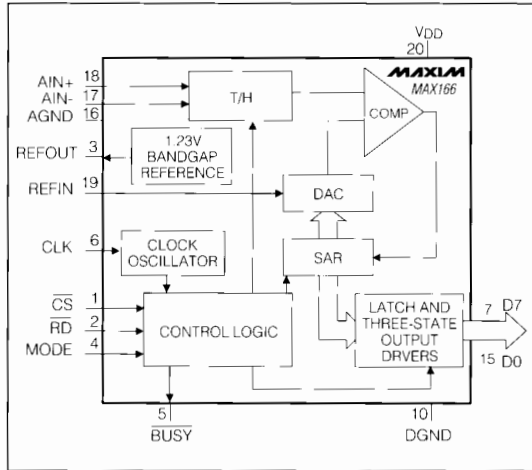 VDD
20
MAXIM
MAX166
AIN+ 18
AIN- 17
AGND 16
T/H
COMP
REFOUT 3
1.23V
BANDGAP
REFERENCE
REFIN 19
DAC
CLK 6
CLOCK
OSCILLATOR
SAR
CS 1
RD 2
MODE 4
CONTROL LOGIC
LATCH AND
THREE-STATE
OUTPUT
DRVERS
7 D7
15 D0
5
BUSY
10
DGND